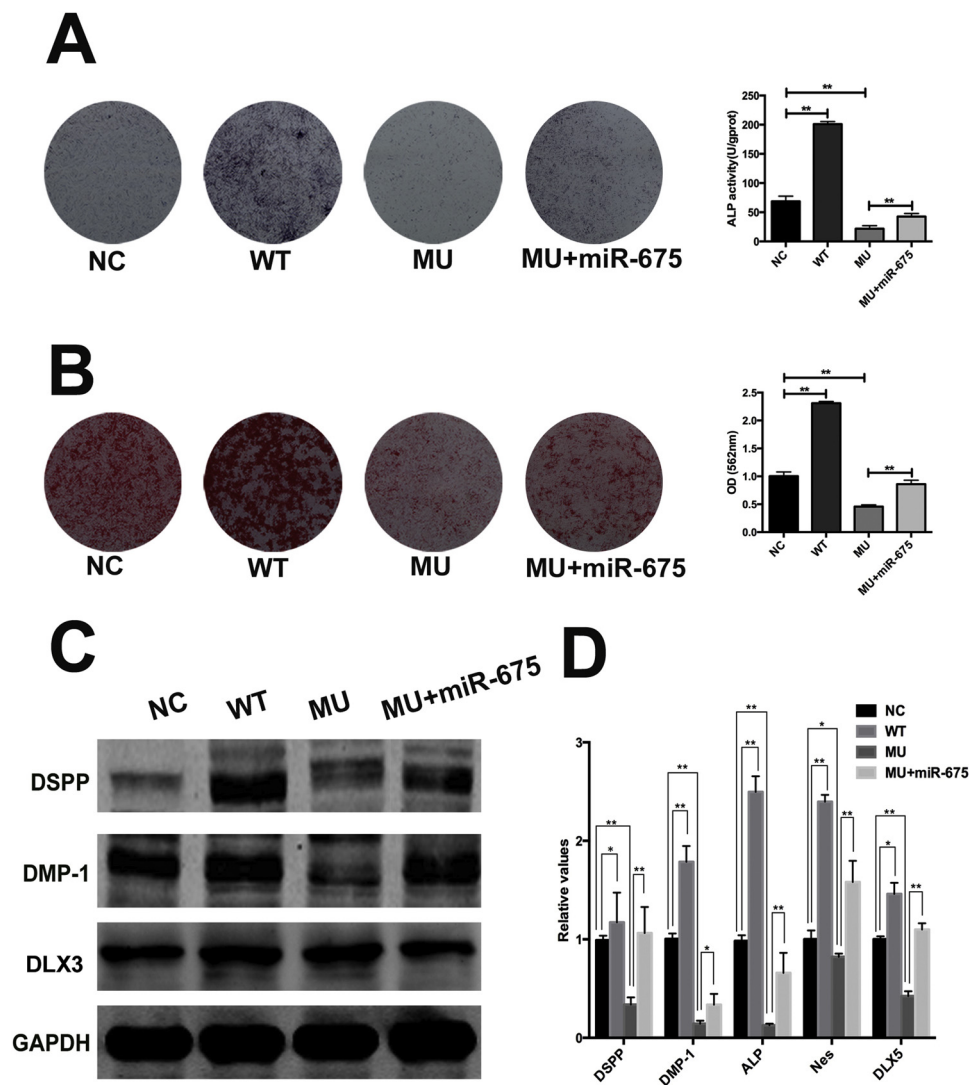 A
NC
WT
MU
MU+miR-675
ALP activity(U/gprot)
250
200
150
100
50
0
**
**
**
NC
WT
MU
MU+miR-675
B
NC
WT
MU
MU+miR-675
OD (562nm)
2.5
2.0
1.5
1.0
0.5
0.0
**
**
**
NC
WT
MU
MU+miR-675
C
NC
WT
MU
MU+miR-675
DSPP
DMP-1
DLX3
GAPDH
D
NC
WT
MU
MU+miR-675
Relative values
3
2
1
0
**
*
**
**
**
*
**
**
**
*
**
**
**
*
**
DSPP
DMP-1
ALP
Nes
DLX5